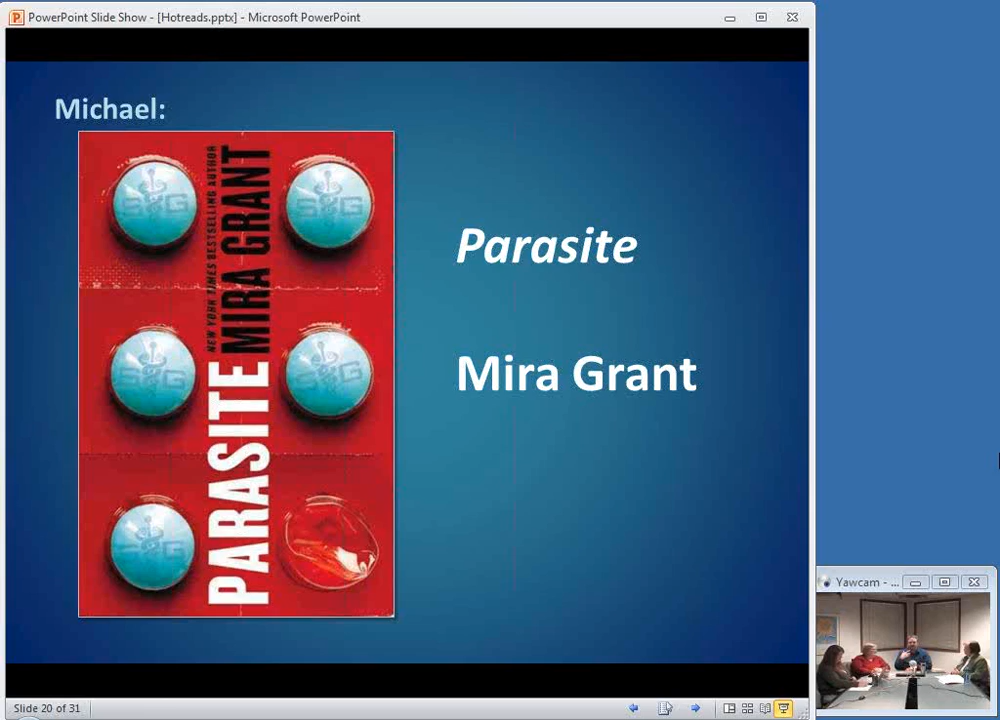 PowerPoint Slide Show - [Hotreads.pptx] - Microsoft PowerPoint
Michael:
NEW YORK TIMES BESTSELLING AUTHOR
MIRA GRANT
PARASITE
S G
S G
S G
S G
S G
Parasite
Mira Grant
Yawcam - ...
Slide 20 of 31